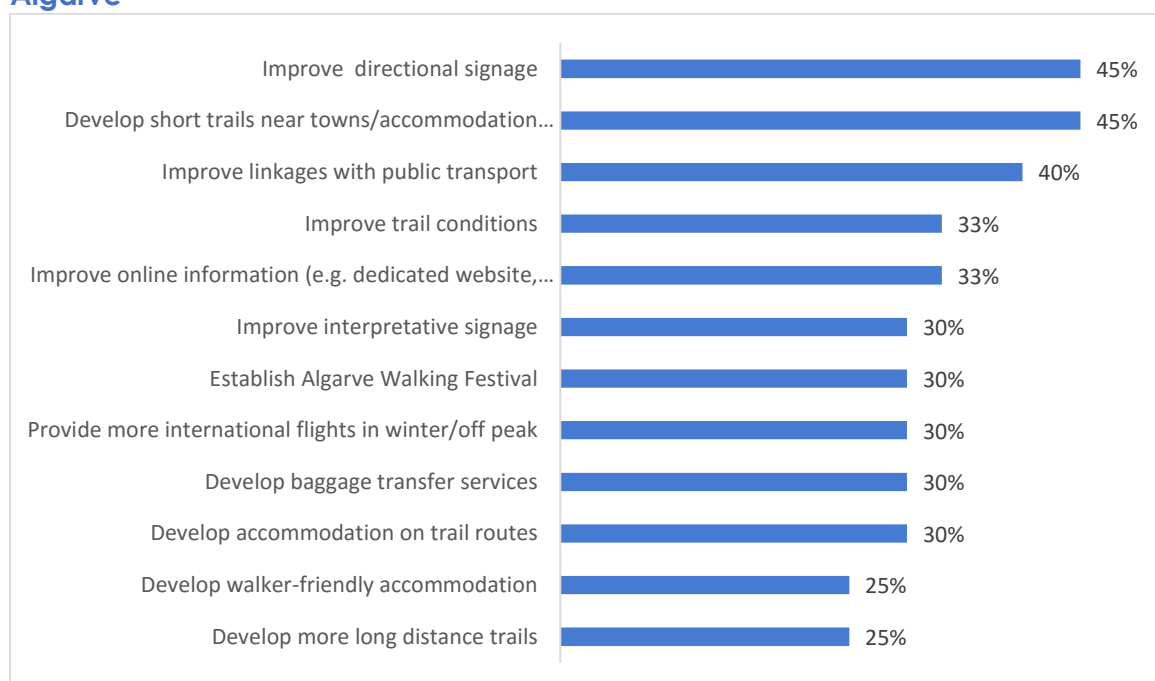 Algarve
Improve directional signage 45%
Develop short trails near towns/accommodation... 45%
Improve linkages with public transport 40%
Improve trail conditions 33%
Improve online information (e.g. dedicated website,... 33%
Improve interpretative signage 30%
Establish Algarve Walking Festival 30%
Provide more international flights in winter/off peak 30%
Develop baggage transfer services 30%
Develop accommodation on trail routes 30%
Develop walker-friendly accommodation 25%
Develop more long distance trails 25%